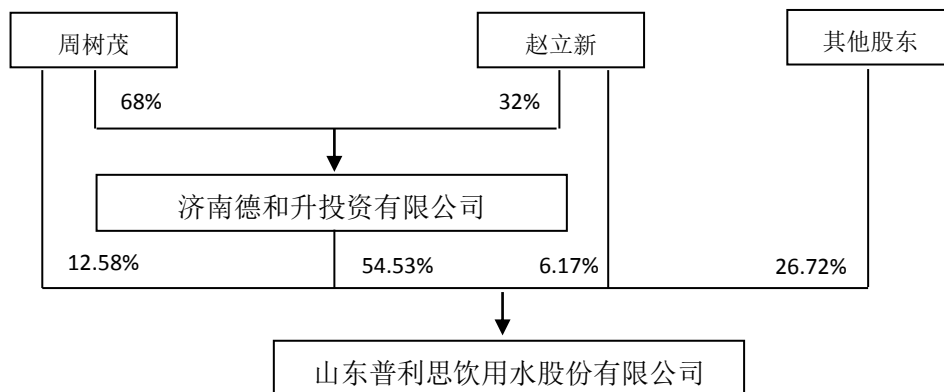 周树茂
赵立新
其他股东
68%
32%
济南德和升投资有限公司
12.58%
54.53%
6.17%
26.72%
山东普利思饮用水股份有限公司